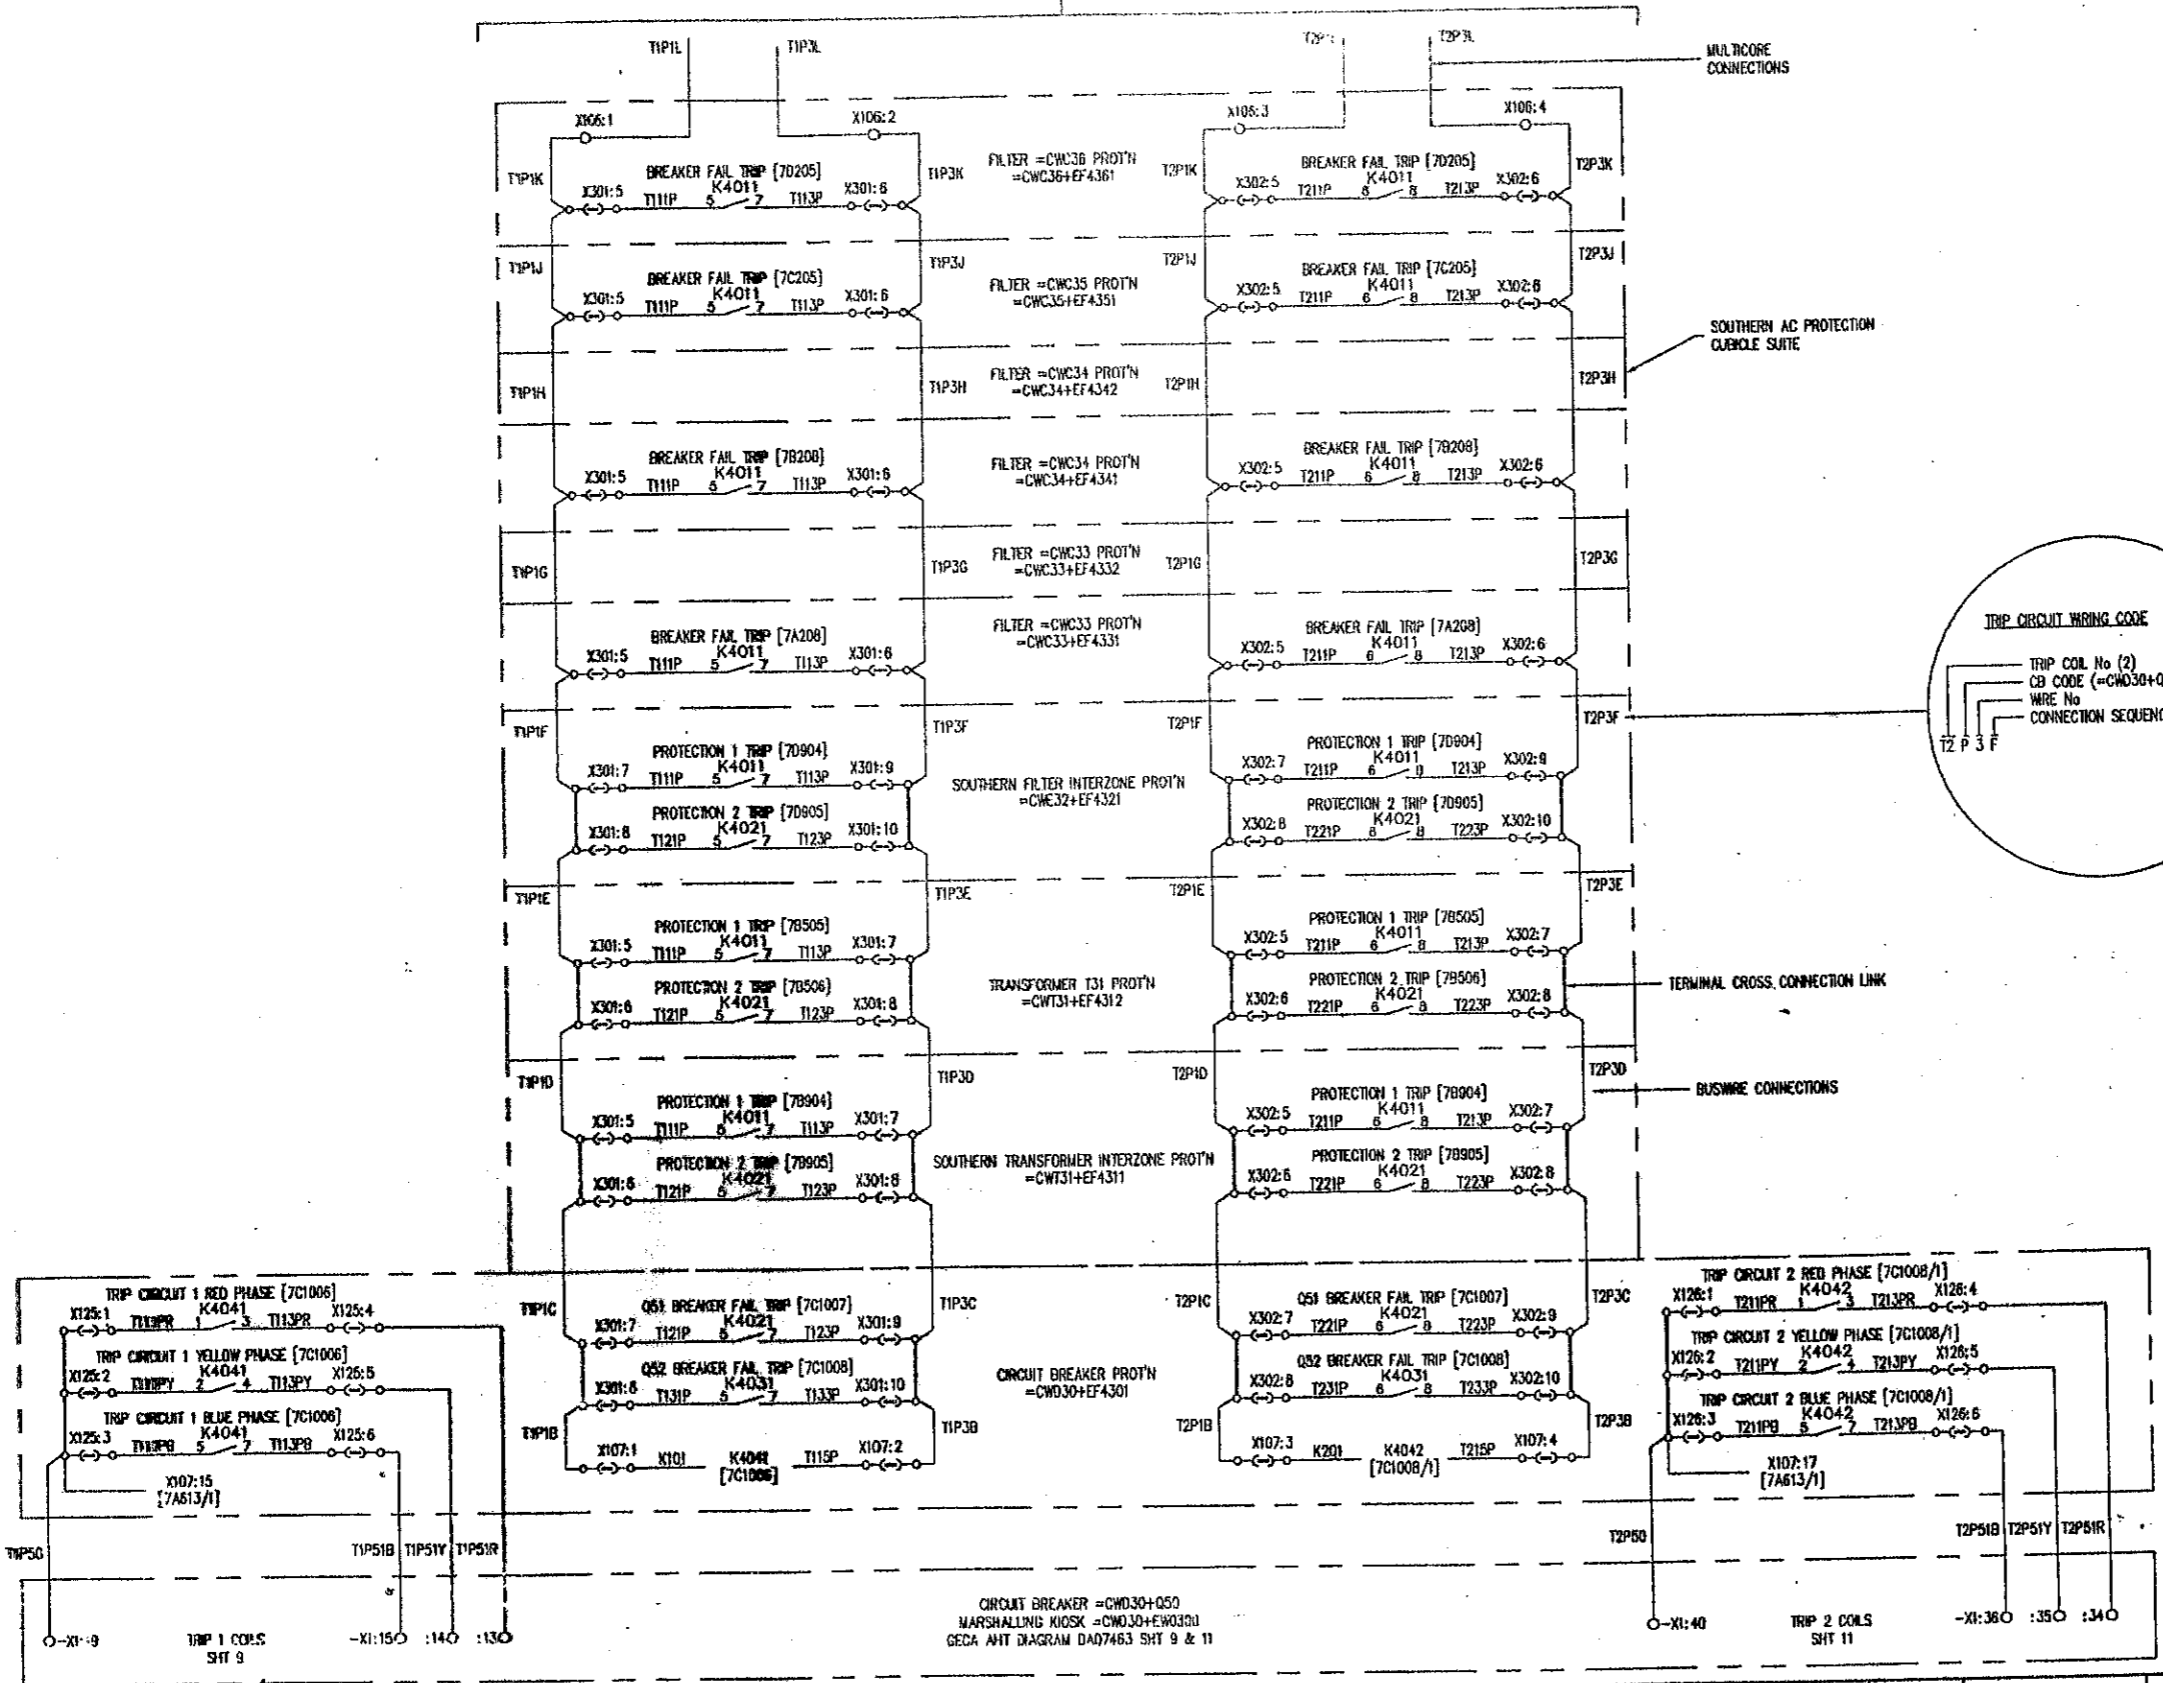 T1P1L
T1P3L
T2P3L
MULTICORE
CONNECTIONS
X106:1
X106:2
X106:3
X106:4
T1P1K
BREAKER FAIL TRIP [7D205]
X301:5 T111P 5 K4011 7 T113P X301:6
T1P3K
FILTER =CWC36 PROT'N
=CWC36+EF4361
T2P1K
BREAKER FAIL TRIP [7D205]
X302:5 T211P 6 K4011 8 T213P X302:6
T2P3K
T1P1J
BREAKER FAIL TRIP [7C205]
X301:5 T111P 5 K4011 7 T113P X301:6
T1P3J
FILTER =CWC35 PROT'N
=CWC35+EF4351
T2P1J
BREAKER FAIL TRIP [7C205]
X302:5 T211P 6 K4011 8 T213P X302:6
T2P3J
SOUTHERN AC PROTECTION
CUBICLE SUITE
T1P1H
T1P3H
FILTER =CWC34 PROT'N
=CWC34+EF4342
T2P1H
T2P3H
BREAKER FAIL TRIP [7B208]
X301:5 T111P 5 K4011 7 T113P X301:6
FILTER =CWC34 PROT'N
=CWC34+EF4341
BREAKER FAIL TRIP [7B208]
X302:5 T211P 6 K4011 8 T213P X302:6
T1P1G
T1P3G
FILTER =CWC33 PROT'N
=CWC33+EF4332
T2P1G
T2P3G
BREAKER FAIL TRIP [7A208]
X301:5 T111P 5 K4011 7 T113P X301:6
FILTER =CWC33 PROT'N
=CWC33+EF4331
BREAKER FAIL TRIP [7A208]
X302:5 T211P 6 K4011 8 T213P X302:6
TRIP CIRCUIT WIRING CODE
TRIP COIL No (2)
CB CODE (=CWD30+Q
WIRE No
CONNECTION SEQUENC
T2 P 3 F
T1P1F
T1P3F
T2P1F
T2P3F
PROTECTION 1 TRIP [7D904]
X301:7 T111P 5 K4011 7 T113P X301:9
PROTECTION 2 TRIP [7D905]
X301:8 T121P 5 K4021 7 T123P X301:10
SOUTHERN FILTER INTERZONE PROT'N
=CWE32+EF4321
PROTECTION 1 TRIP [7D904]
X302:7 T211P 6 K4011 8 T213P X302:9
PROTECTION 2 TRIP [7D905]
X302:8 T221P 6 K4021 8 T223P X302:10
T1P1E
T1P3E
T2P1E
T2P3E
PROTECTION 1 TRIP [7B505]
X301:5 T111P 5 K4011 7 T113P X301:7
PROTECTION 2 TRIP [7B506]
X301:6 T121P 5 K4021 7 T123P X301:8
TRANSFORMER T31 PROT'N
=CWT31+EF4312
PROTECTION 1 TRIP [7B505]
X302:5 T211P 6 K4011 8 T213P X302:7
PROTECTION 2 TRIP [7B506]
X302:6 T221P 6 K4021 8 T223P X302:8
TERMINAL CROSS CONNECTION LINK
T1P1D
T1P3D
T2P1D
T2P3D
BUSWIRE CONNECTIONS
PROTECTION 1 TRIP [7B904]
X301:5 T111P 5 K4011 7 T113P X301:7
PROTECTION 2 TRIP [7B905]
X301:6 T121P 5 K4021 7 T123P X301:8
SOUTHERN TRANSFORMER INTERZONE PROT'N
=CWT31+EF4311
PROTECTION 1 TRIP [7B904]
X302:5 T211P 6 K4011 8 T213P X302:7
PROTECTION 2 TRIP [7B905]
X302:6 T221P 6 K4021 8 T223P X302:8
TRIP CIRCUIT 1 RED PHASE [7C1006]
X125:1 1 K4041 3 T113PR X125:4
TRIP CIRCUIT 1 YELLOW PHASE [7C1006]
X125:2 2 K4041 4 T113PY X125:5
TRIP CIRCUIT 1 BLUE PHASE [7C1006]
X125:3 5 K4041 7 T113PB X125:6
X107:15
[7A613/1]
T1P1C
Q51 BREAKER FAIL TRIP [7C1007]
X301:7 T121P 5 K4021 7 T123P X301:9
Q52 BREAKER FAIL TRIP [7C1008]
X301:8 T131P 5 K4031 7 T133P X301:10
T1P3C
T1P1B
X107:1 K101 K4041 T115P X107:2
[7C1006]
T1P3B
CIRCUIT BREAKER PROT'N
=CWD30+EF4301
T2P1C
Q51 BREAKER FAIL TRIP [7C1007]
X302:7 T221P 6 K4021 8 T223P X302:9
Q52 BREAKER FAIL TRIP [7C1008]
X302:8 T231P 6 K4031 8 T233P X302:10
T2P3C
T2P1B
X107:3 K201 K4042 T215P X107:4
[7C1008/1]
T2P3B
TRIP CIRCUIT 2 RED PHASE [7C1008/1]
X126:1 T211PR 1 K4042 3 T213PR X126:4
TRIP CIRCUIT 2 YELLOW PHASE [7C1008/1]
X126:2 T211PY 2 K4042 4 T213PY X126:5
TRIP CIRCUIT 2 BLUE PHASE [7C1008/1]
X126:3 T211PB 5 K4042 7 T213PB X126:6
X107:17
[7A613/1]
T1P50
T1P51B T1P51Y T1P51R
T2P50
T2P51B T2P51Y T2P51R
-X1:9
TRIP 1 COILS
SHT 9
-X1:15 :14 :13
CIRCUIT BREAKER =CWD30+Q50
MARSHALLING KIOSK =CWD30+EW0300
GECA AHT DIAGRAM DAD7463 SHT 9 & 11
-X1:40
TRIP 2 COILS
SHT 11
-X1:36 :35 :34